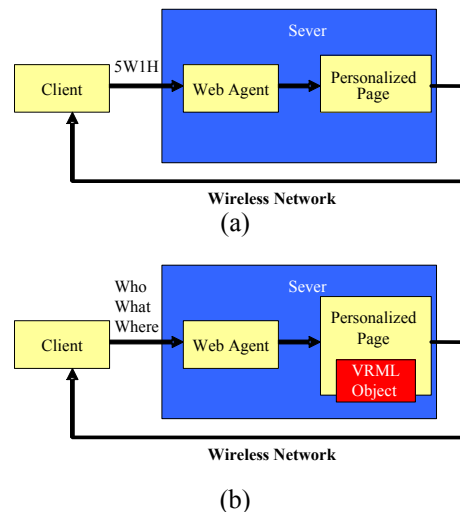 Sever
5W1H
Client
Web Agent
Personalized
Page
Wireless Network
(a)
Who
What
Where
Sever
Client
Web Agent
Personalized
Page
VRML
Object
Wireless Network
(b)